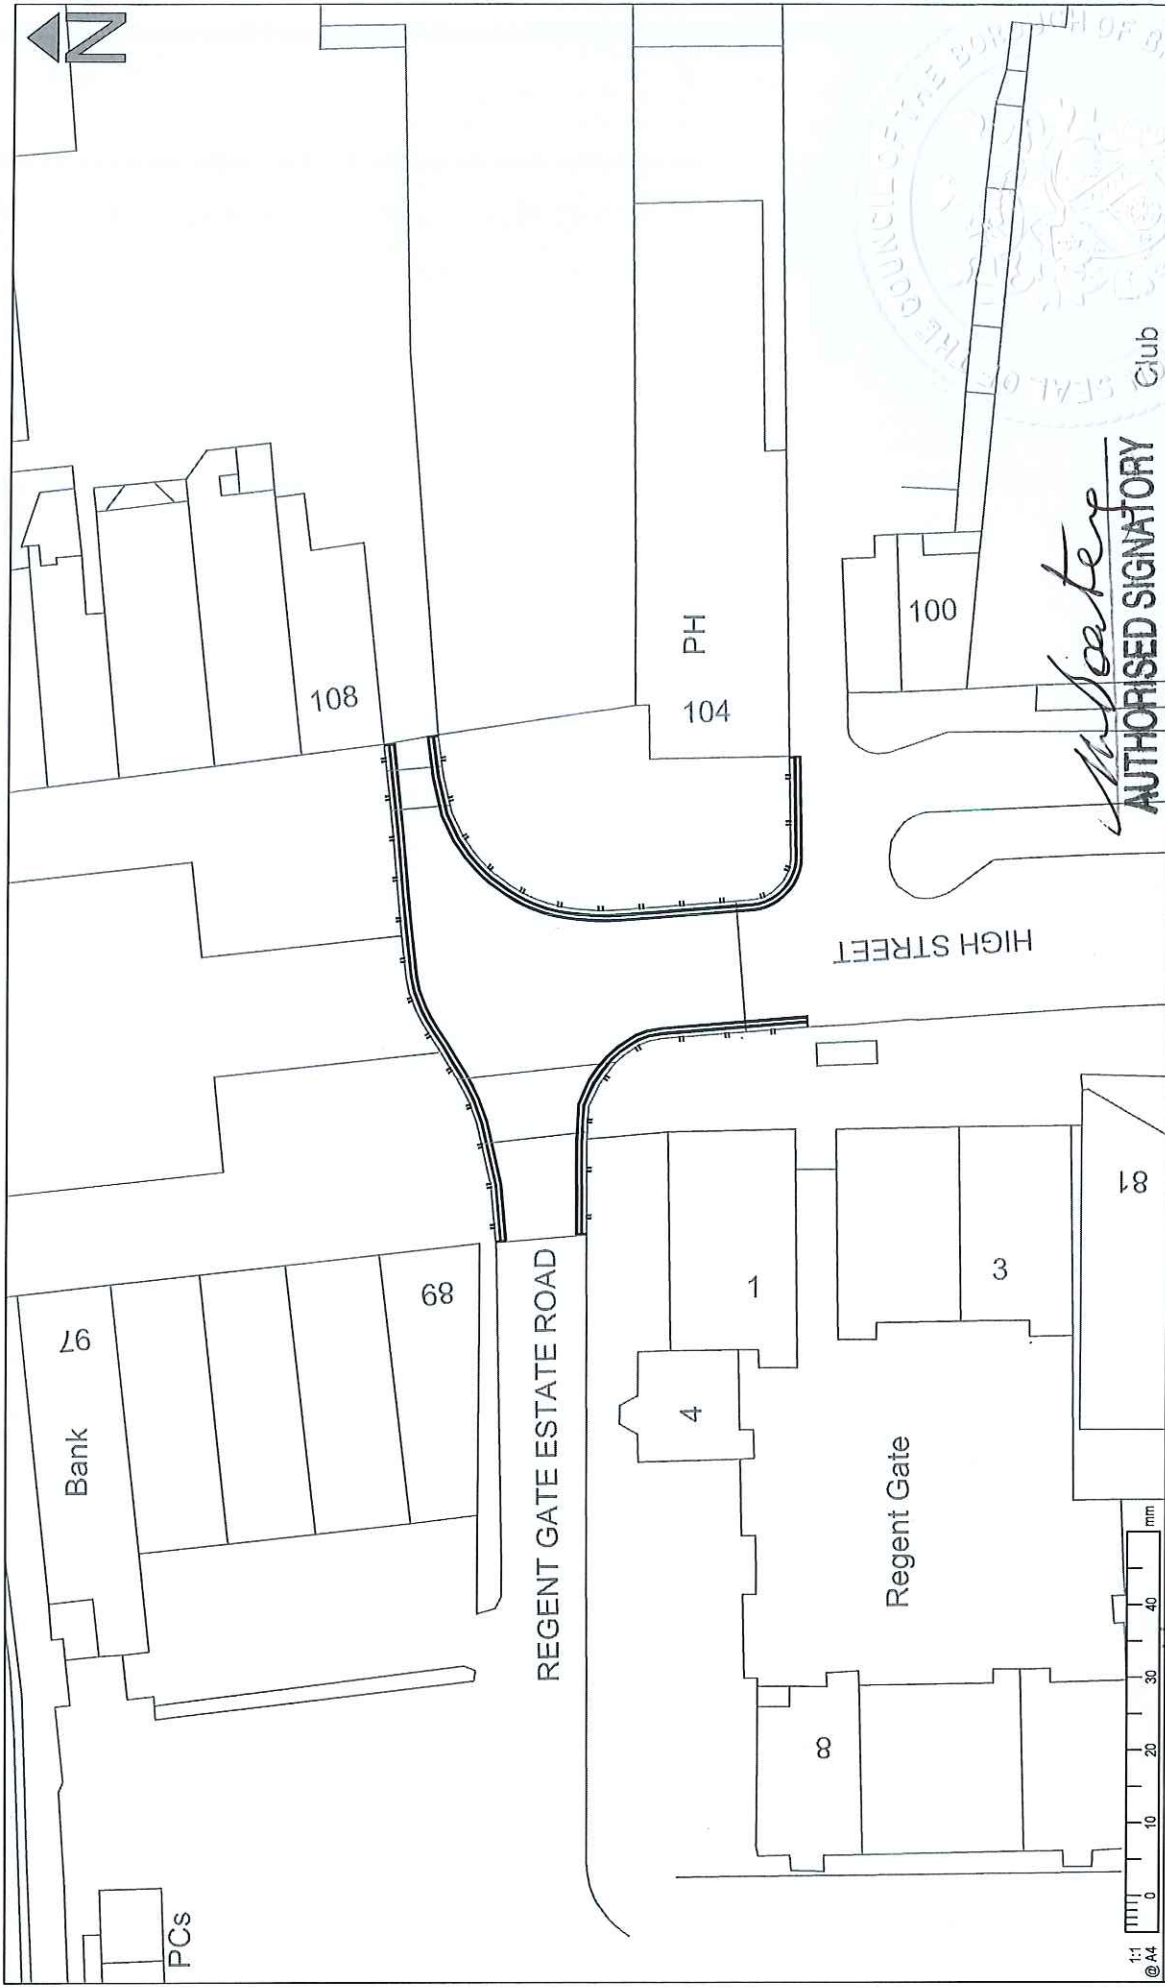 N
PCs
Bank
97
89
108
REGENT GATE ESTATE ROAD
HIGH STREET
PH
104
100
4
1
3
81
8
Regent Gate
Club
AUTHORISED SIGNATORY
SEAL OF THE COUNCIL OF THE BOROUGH OF
1:1
@ A4
0 10 20 30 40 mm